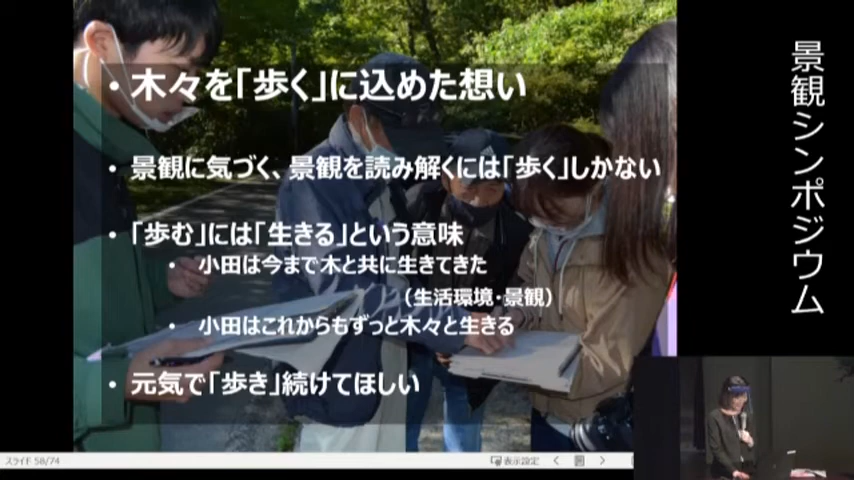 ・木々を「歩く」に込めた想い
・景観に気づく、景観を読み解くには「歩く」しかない
・「歩む」には「生きる」という意味
・小田は今まで木と共に生きてきた
（生活環境・景観）
・小田はこれからもずっと木々と生きる
・元気で「歩き」続けてほしい
景観シンポジウム
スライド 58/74
表示設定